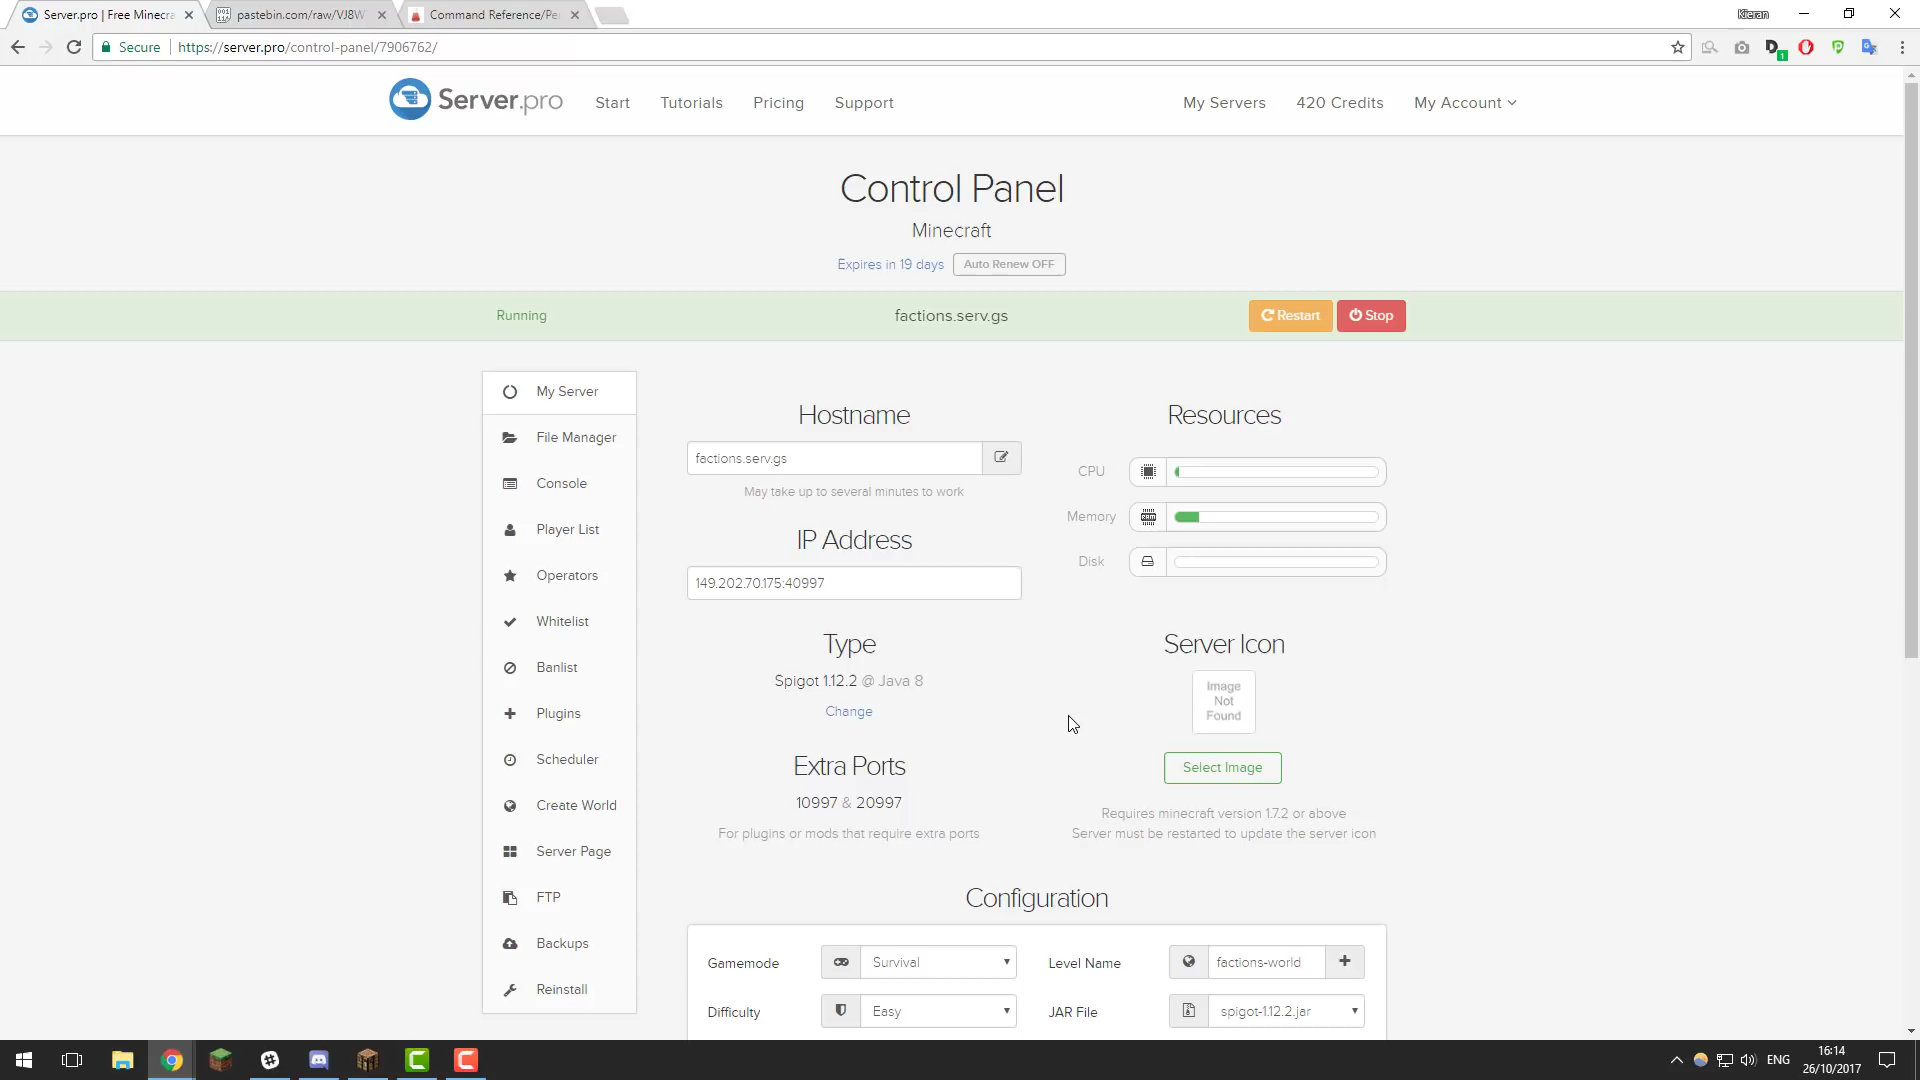 Server.pro | Free Minecra
pastebin.com/raw/VJ8W
Command Reference/Pe
Kieran
Secure
https://server.pro/control-panel/7906762/
1
Server.pro
Start
Tutorials
Pricing
Support
My Servers
420 Credits
My Account
Control Panel
Minecraft
Expires in 19 days
Auto Renew OFF
Running
factions.serv.gs
Restart
Stop
My Server
File Manager
Console
Player List
Operators
Whitelist
Banlist
Plugins
Scheduler
Create World
Server Page
FTP
Backups
Reinstall
Hostname
factions.serv.gs
May take up to several minutes to work
IP Address
149.202.70.175:40997
Type
Spigot 1.12.2 @ Java 8
Change
Extra Ports
10997 & 20997
For plugins or mods that require extra ports
Resources
CPU
Memory
RAM
Disk
Server Icon
Image
Not
Found
Select Image
Requires minecraft version 1.7.2 or above
Server must be restarted to update the server icon
Configuration
Gamemode
Survival
Level Name
factions-world
Difficulty
Easy
JAR File
spigot-1.12.2.jar
ENG
16:14
26/10/2017